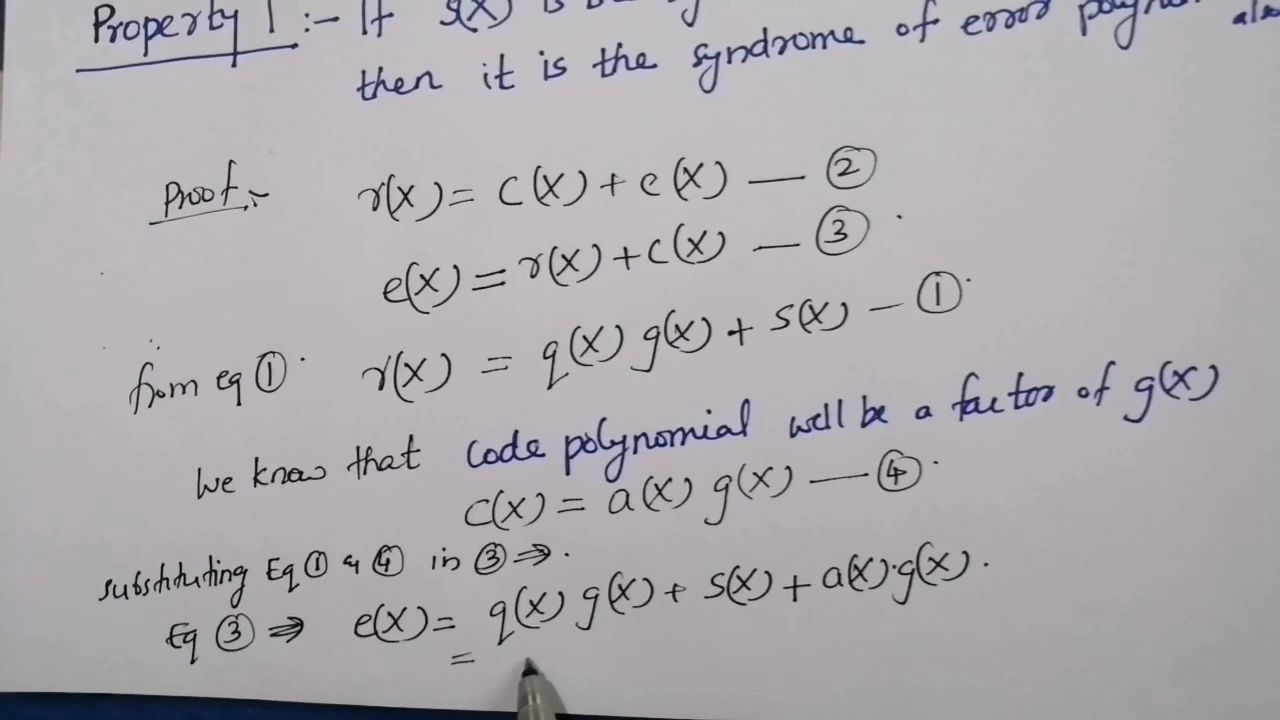 Property 1 :- If s(X) is
then it is the syndrome of error
Proof :- r(X) = c(X) + e(X) — ②
e(X) = r(X) + c(X) — ③
from eq ① r(X) = q(X) g(X) + s(X) - ①
We know that code polynomial will be a factor of g(X)
c(X) = a(X) g(X) — ④
substituting Eq ① & ④ in ③ ⇒
Eq ③ ⇒ e(X) = q(X) g(X) + s(X) + a(X)·g(X).
=